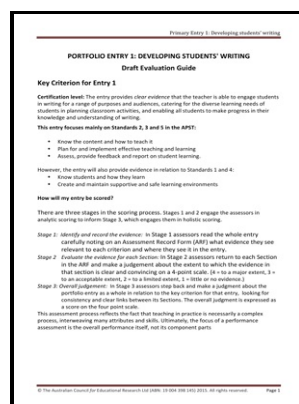 Primary Entry 1: Developing students' writing
PORTFOLIO ENTRY 1: DEVELOPING STUDENTS' WRITING
Draft Evaluation Guide
Key Criterion for Entry 1
Certification level: The entry provides clear evidence that the teacher is able to engage students
in writing for a range of purposes and audiences, catering for the diverse learning needs of
students in planning classroom activities, and enabling all students to make progress in their
knowledge and understanding of writing.
This entry focuses mainly on Standards 2, 3 and 5 in the APST:
• Know the content and how to teach it
• Plan for and implement effective teaching and learning
• Assess, provide feedback and report on student learning.
However, the entry will also provide evidence in relation to Standards 1 and 4:
• Know students and how they learn
• Create and maintain supportive and safe learning environments
How will my entry be scored?
There are three stages in the scoring process. Stages 1 and 2 engage the assessors in
analytic scoring to inform Stage 3, which engages them in holistic scoring.
Stage 1: Identify and record the evidence: In Stage 1 assessors read the whole entry
carefully noting on an Assessment Record Form (ARF) what evidence they see
relevant to each criterion and where they see it in the entry.
Stage 2 Evaluate the evidence for each Section: In Stage 2 assessors return to each Section
in the ARF and make a judgement about the extent to which the evidence in
that section is clear and convincing on a 4-point scale. (4 = to a major extent, 3 =
to an acceptable extent, 2 = to a limited extent, 1 = little or no evidence.)
Stage 3: Overall judgement: In Stage 3 assessors step back and make a judgment about the
portfolio entry as a whole in relation to the key criterion for that entry, looking for
consistency and clear links between its Sections. The overall judgement is expressed as
a score on the four point scale.
This assessment process reflects the fact that teaching in practice is necessarily a complex
process, interweaving many attributes and skills. Ultimately, the focus of a performance
assessment is the overall performance itself, not its component parts
© The Australian Council for Educational Research Ltd (ABN: 19 004 398 145) 2015. All rights reserved. Page 1